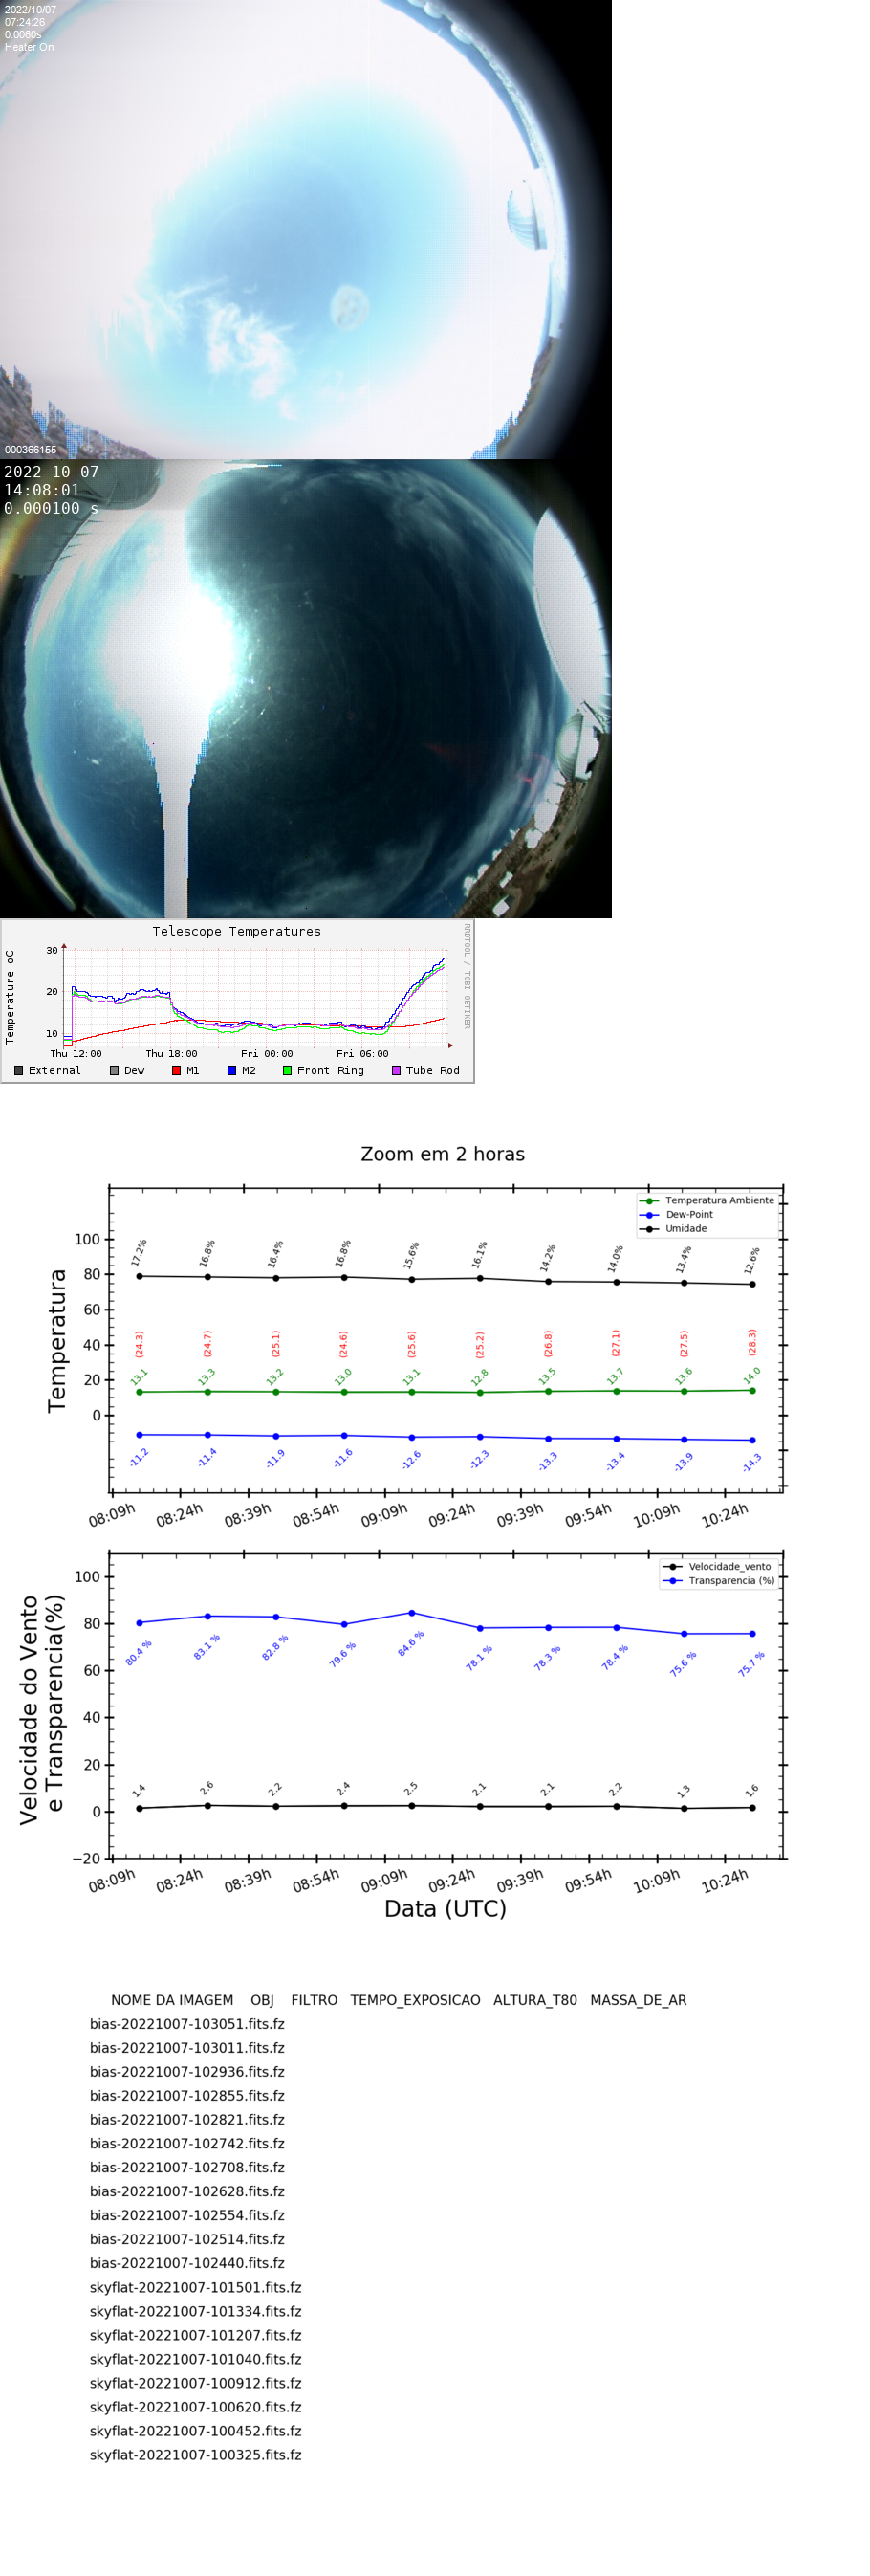 2022/10/07
07:24:26
0.0060s
Heater On
000366155
2022-10-07
14:08:01
0.000100 s
Telescope Temperatures
RRDTOOL / TOBI OETIKER
Temperature oC
30
20
10
Thu 12:00 Thu 18:00 Fri 00:00 Fri 06:00
External Dew M1 M2 Front Ring Tube Rod
Zoom em 2 horas
Temperatura Ambiente
Dew-Point
Umidade
Temperatura
100
80
60
40
20
0
17.2% 16.8% 16.4% 16.8% 15.6% 16.1% 14.2% 14.0% 13.4% 12.6%
(24.3) (24.7) (25.1) (24.6) (25.6) (25.2) (26.8) (27.1) (27.5) (28.3)
13.1 13.3 13.2 13.0 13.1 12.8 13.5 13.7 13.6 14.0
-11.2 -11.4 -11.9 -11.6 -12.6 -12.3 -13.3 -13.4 -13.9 -14.3
08:09h 08:24h 08:39h 08:54h 09:09h 09:24h 09:39h 09:54h 10:09h 10:24h
Velocidade_vento
Transparencia (%)
Velocidade do Vento
e Transparencia(%)
100
80
60
40
20
0
−20
80.4 % 83.1 % 82.8 % 79.6 % 84.6 % 78.1 % 78.3 % 78.4 % 75.6 % 75.7 %
1.4 2.6 2.2 2.4 2.5 2.1 2.1 2.2 1.3 1.6
08:09h 08:24h 08:39h 08:54h 09:09h 09:24h 09:39h 09:54h 10:09h 10:24h
Data (UTC)
NOME DA IMAGEM OBJ FILTRO TEMPO_EXPOSICAO ALTURA_T80 MASSA_DE_AR
bias-20221007-103051.fits.fz
bias-20221007-103011.fits.fz
bias-20221007-102936.fits.fz
bias-20221007-102855.fits.fz
bias-20221007-102821.fits.fz
bias-20221007-102742.fits.fz
bias-20221007-102708.fits.fz
bias-20221007-102628.fits.fz
bias-20221007-102554.fits.fz
bias-20221007-102514.fits.fz
bias-20221007-102440.fits.fz
skyflat-20221007-101501.fits.fz
skyflat-20221007-101334.fits.fz
skyflat-20221007-101207.fits.fz
skyflat-20221007-101040.fits.fz
skyflat-20221007-100912.fits.fz
skyflat-20221007-100620.fits.fz
skyflat-20221007-100452.fits.fz
skyflat-20221007-100325.fits.fz